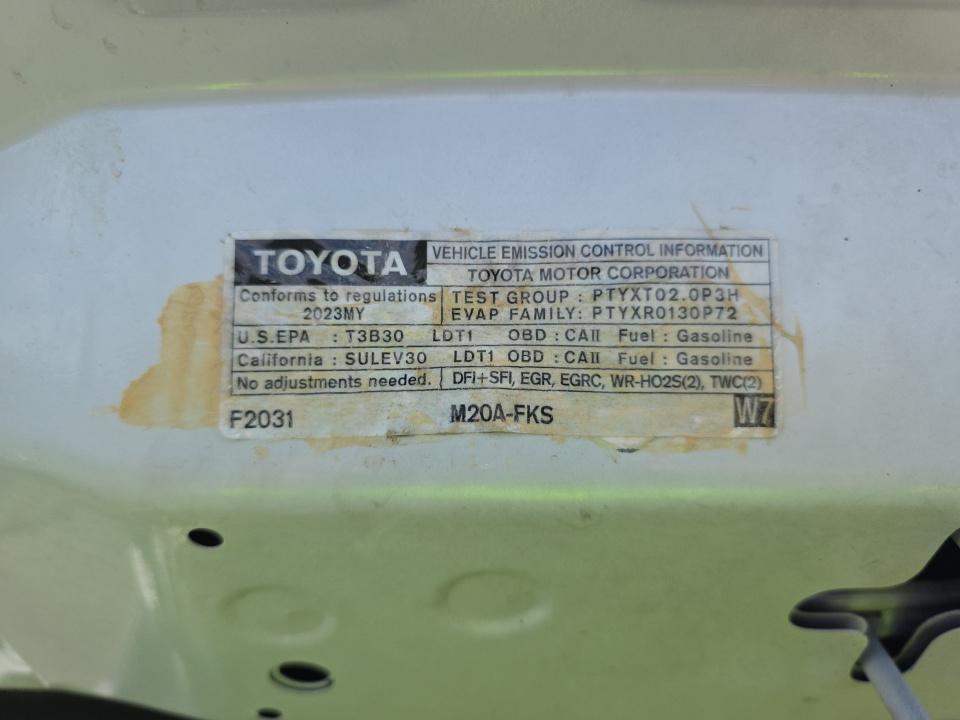 TOYOTA
VEHICLE EMISSION CONTROL INFORMATION
TOYOTA MOTOR CORPORATION
Conforms to regulations
2023MY
TEST GROUP : PTYXT02.0P3H
EVAP FAMILY: PTYXR0130P72
U.S.EPA : T3B30 LDT1 OBD : CAII Fuel : Gasoline
California : SULEV30 LDT1 OBD : CAII Fuel : Gasoline
No adjustments needed. DFI+SFI, EGR, EGRC, WR-HO2S(2), TWC(2)
F2031 M20A-FKS W7